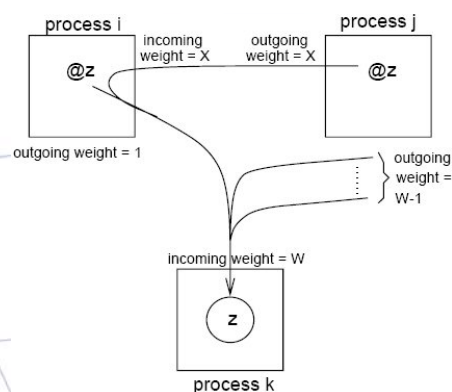 process i
process j
incoming
weight = X
outgoing
weight = X
@z
@z
outgoing weight = 1
outgoing
weight =
W-1
incoming weight = W
z
process k